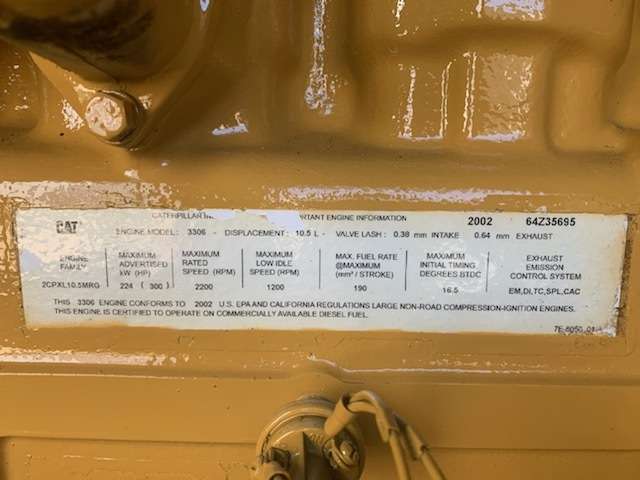 CAT CATERPILLAR IN RTANT ENGINE INFORMATION 2002 64Z35695
ENGINE MODEL: 3306 - DISPLACEMENT: 10.5 L - VALVE LASH: 0.38 mm INTAKE 0.64 mm EXHAUST
ENGINE FAMILY
2CPXL10.5MRG
MAXIMUM ADVERTISED kW (HP)
224 ( 300 )
MAXIMUM RATED SPEED (RPM)
2200
MAXIMUM LOW IDLE SPEED (RPM)
1200
MAX. FUEL RATE @MAXIMUM (mm³ / STROKE)
190
MAXIMUM INITIAL TIMING DEGREES BTDC
16.5
EXHAUST EMISSION CONTROL SYSTEM
EM,DI,TC,SPL,CAC
THIS 3306 ENGINE CONFORMS TO 2002 U.S. EPA AND CALIFORNIA REGULATIONS LARGE NON-ROAD COMPRESSION-IGNITION ENGINES.
THIS ENGINE IS CERTIFIED TO OPERATE ON COMMERCIALLY AVAILABLE DIESEL FUEL.